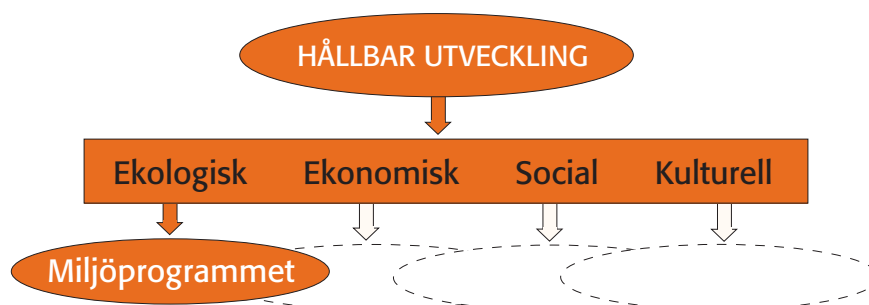 HÅLLBAR UTVECKLING
Ekologisk Ekonomisk Social Kulturell
Miljöprogrammet